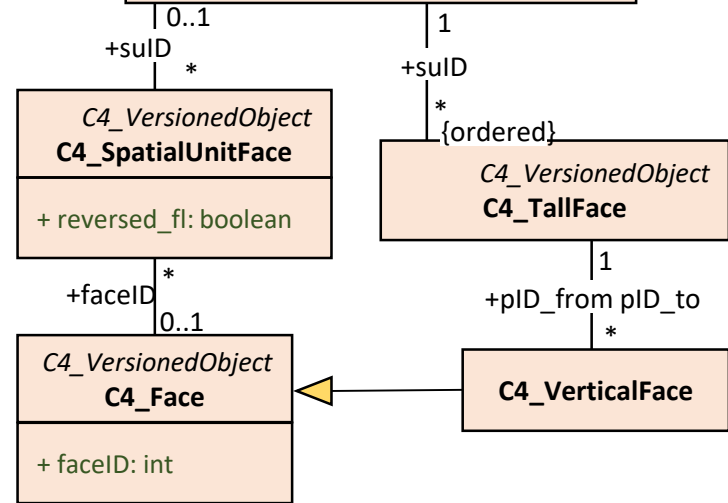 0..1
1
+suID
+suID
*
*
{ordered}
C4_VersionedObject
C4_SpatialUnitFace
+ reversed_fl: boolean
C4_VersionedObject
C4_TallFace
*
+faceID
0..1
1
+pID_from pID_to
*
C4_VersionedObject
C4_Face
+ faceID: int
C4_VerticalFace